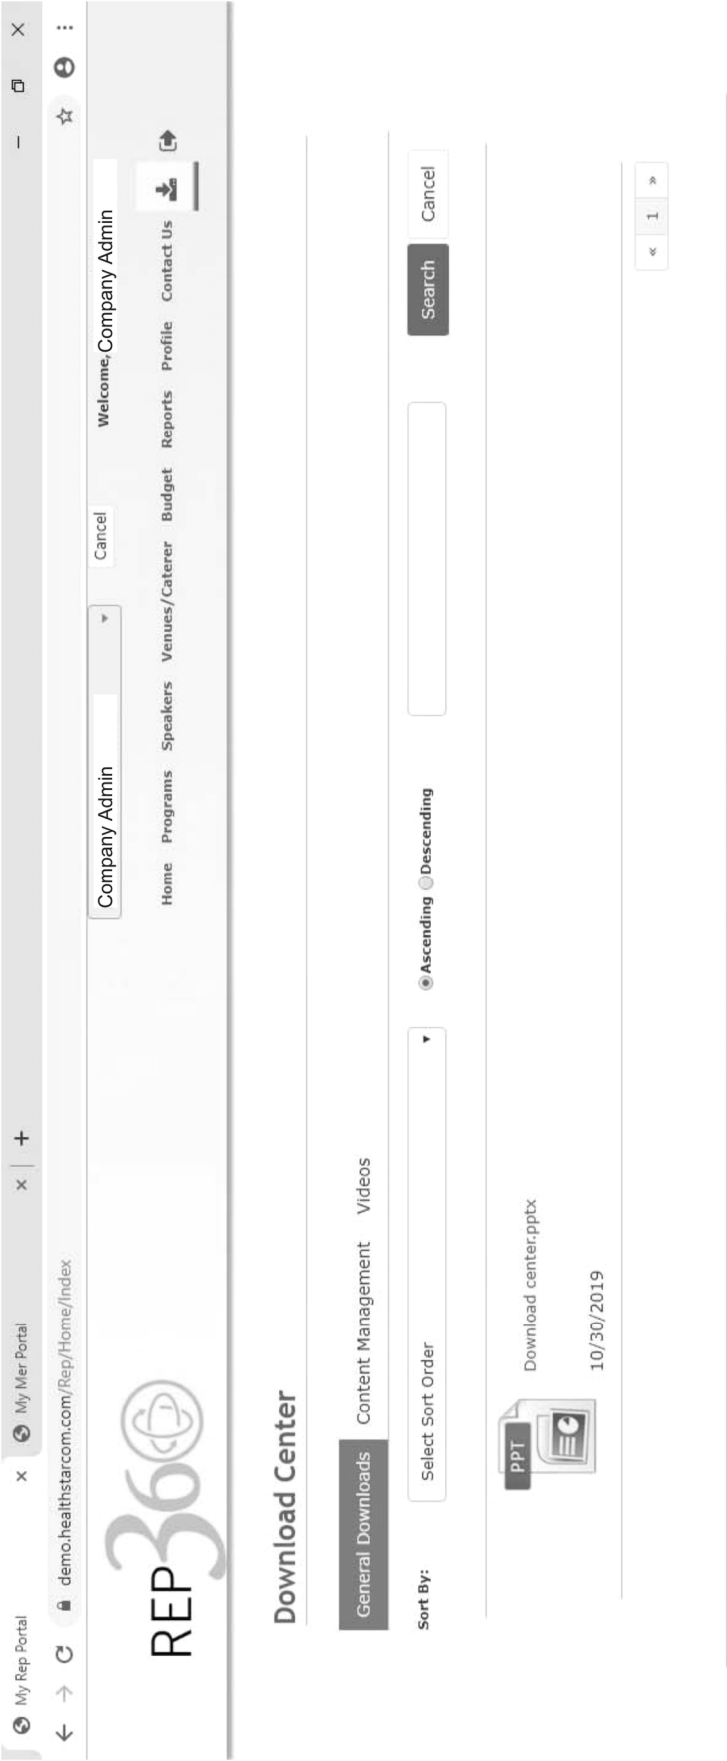 My Rep Portal × My Mer Portal × + – ×
demo.healthstarcom.com/Rep/Home/Index
Company Admin Cancel Welcome, Company Admin
REP360
Home Programs Speakers Venues/Caterer Budget Reports Profile Contact Us
Download Center
General Downloads Content Management Videos
Sort By: Select Sort Order Ascending Descending Search Cancel
PPT
Download center.pptx
10/30/2019
« 1 »